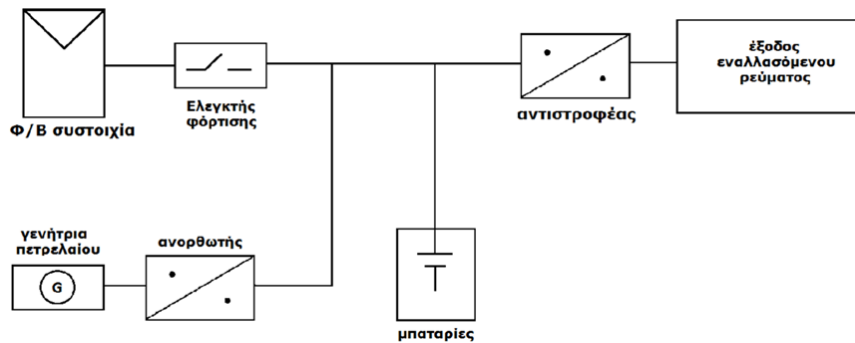 Φ/Β συστοιχία
Ελεγκτής
φόρτισης
αντιστροφέας
έξοδος
εναλλασόμενου
ρεύματος
γενήτρια
πετρελαίου
G
ανορθωτής
μπαταρίες